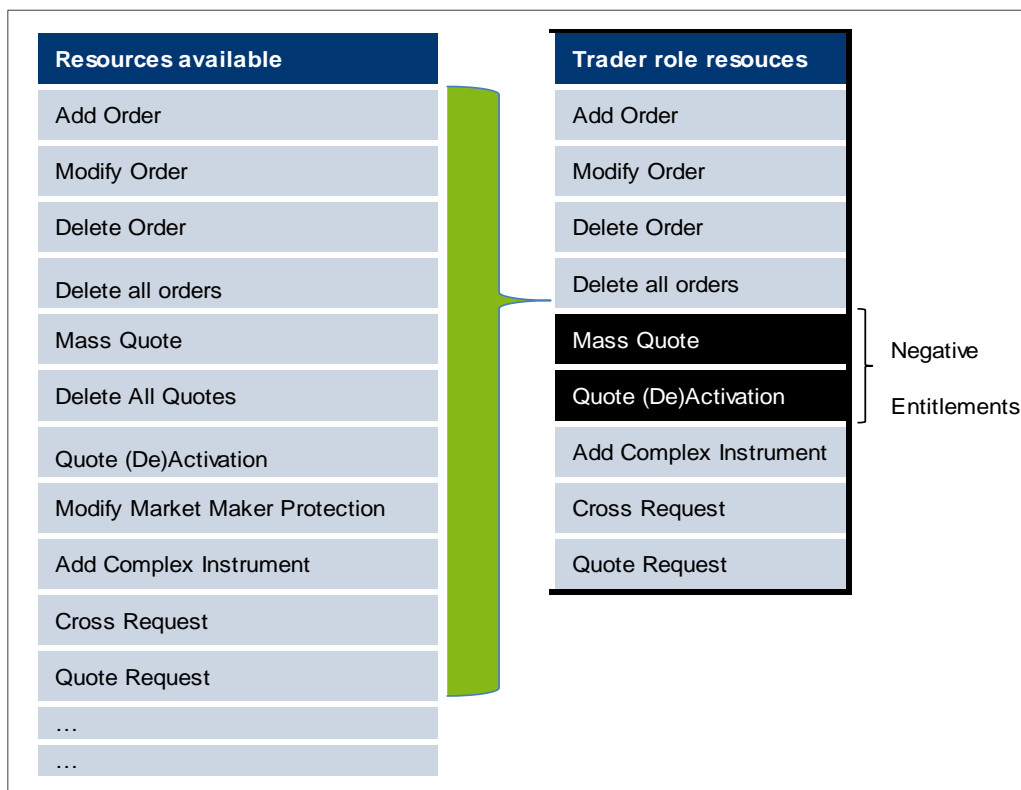 Resources available
Add Order
Modify Order
Delete Order
Delete all orders
Mass Quote
Delete All Quotes
Quote (De)Activation
Modify Market Maker Protection
Add Complex Instrument
Cross Request
Quote Request
…
…
Trader role resouces
Add Order
Modify Order
Delete Order
Delete all orders
Mass Quote
Quote (De)Activation
Add Complex Instrument
Cross Request
Quote Request
Negative
Entitlements